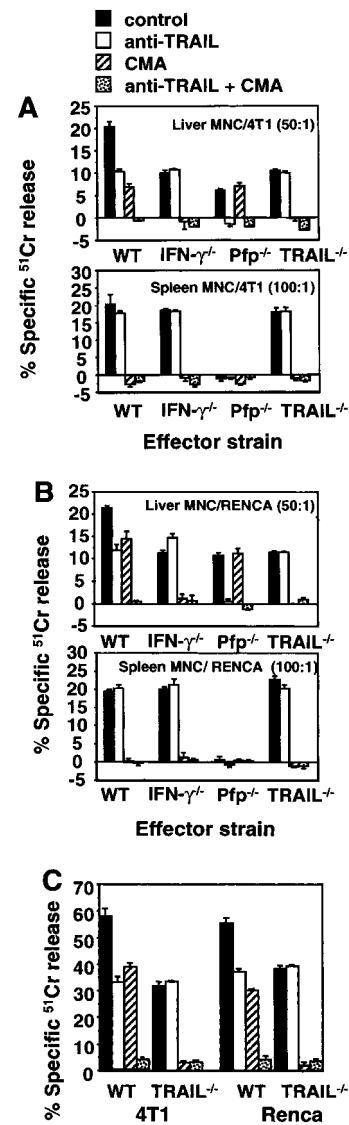 control
anti-TRAIL
CMA
anti-TRAIL + CMA
A
% Specific ⁵¹Cr release
25
20
15
10
5
0
-5
Liver MNC/4T1 (50:1)
WT IFN-γ-/- Pfp-/- TRAIL-/-
30
25
20
15
10
5
0
-5
Spleen MNC/4T1 (100:1)
WT IFN-γ-/- Pfp-/- TRAIL-/-
Effector strain
B
% Specific ⁵¹Cr release
25
20
15
10
5
0
-5
Liver MNC/RENCA (50:1)
WT IFN-γ-/- Pfp-/- TRAIL-/-
30
25
20
15
10
5
0
-5
Spleen MNC/ RENCA (100:1)
WT IFN-γ-/- Pfp-/- TRAIL-/-
Effector strain
C
% Specific ⁵¹Cr release
70
60
50
40
30
20
10
0
WT TRAIL-/- WT TRAIL-/-
4T1 Renca